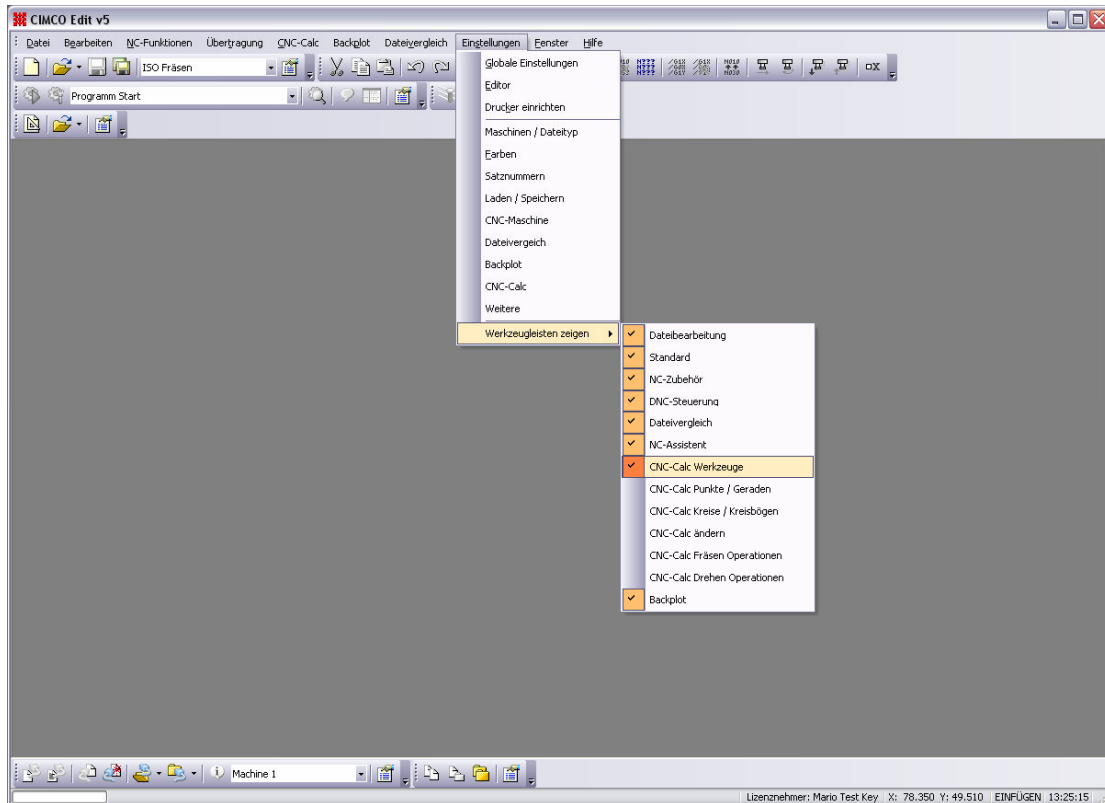 CIMCO Edit v5
Datei Bearbeiten NC-Funktionen Übertragung CNC-Calc Backplot Dateivergleich Einstellungen Fenster Hilfe
ISO Fräsen
Programm Start
Globale Einstellungen
Editor
Drucker einrichten
Maschinen / Dateityp
Farben
Satznummern
Laden / Speichern
CNC-Maschine
Dateivergeich
Backplot
CNC-Calc
Weitere
Werkzeugleisten zeigen
Dateibearbeitung
Standard
NC-Zubehör
DNC-Steuerung
Dateivergleich
NC-Assistent
CNC-Calc Werkzeuge
CNC-Calc Punkte / Geraden
CNC-Calc Kreise / Kreisbögen
CNC-Calc ändern
CNC-Calc Fräsen Operationen
CNC-Calc Drehen Operationen
Backplot
Machine 1
Lizenznehmer: Mario Test Key X: 78.350 Y: 49.510 EINFÜGEN 13:25:15